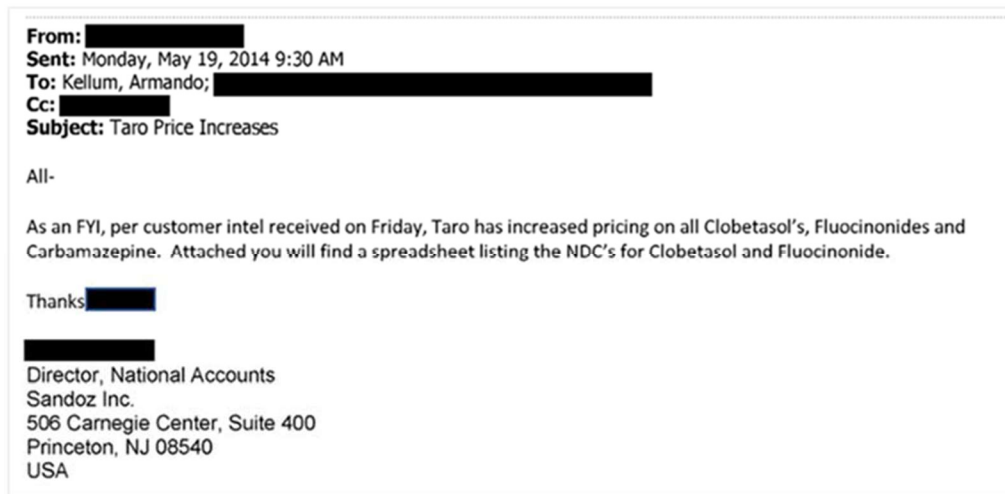 From:
Sent: Monday, May 19, 2014 9:30 AM
To: Kellum, Armando;
Cc:
Subject: Taro Price Increases
All-
As an FYI, per customer intel received on Friday, Taro has increased pricing on all Clobetasol's, Fluocinonides and
Carbamazepine.  Attached you will find a spreadsheet listing the NDC's for Clobetasol and Fluocinonide.
Thanks
Director, National Accounts
Sandoz Inc.
506 Carnegie Center, Suite 400
Princeton, NJ 08540
USA